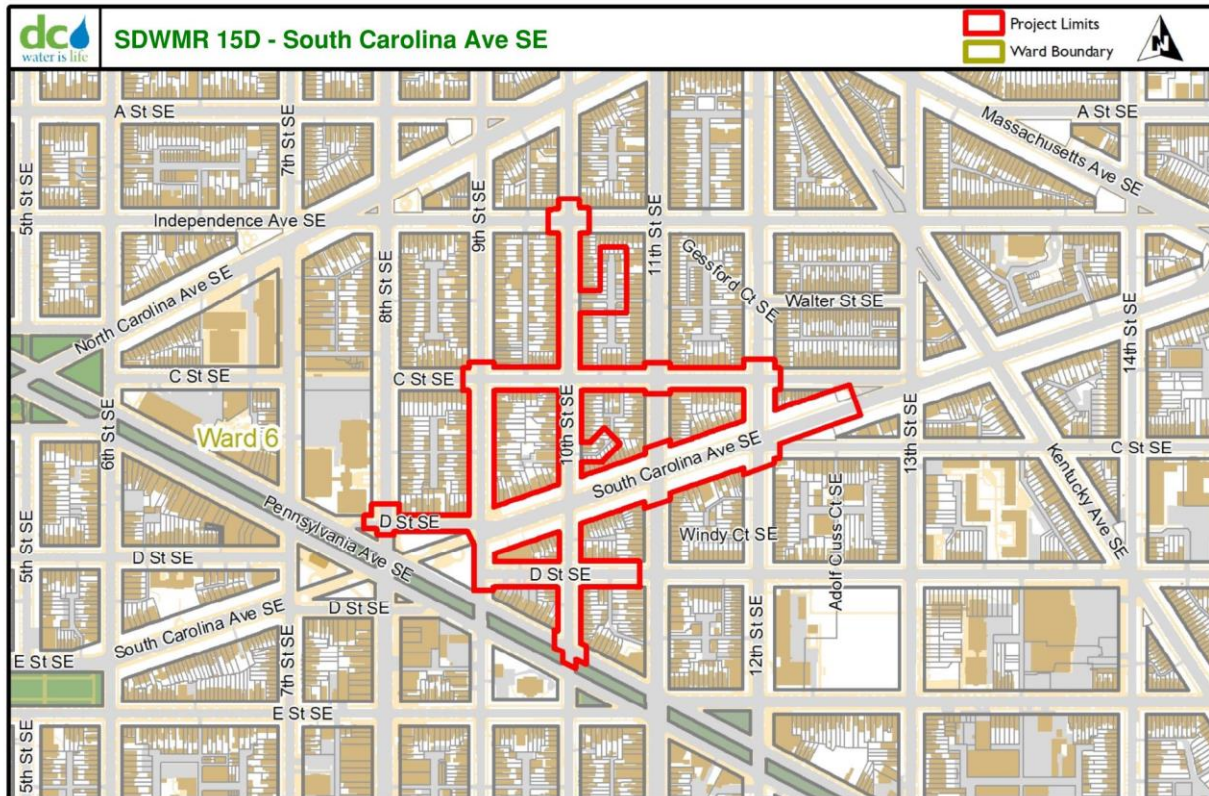 dc
water is life
SDWMR 15D - South Carolina Ave SE
Project Limits
Ward Boundary
N
A St SE
A St SE
Massachusetts Ave SE
5th St SE
7th St SE
Independence Ave SE
9th St SE
11th St SE
North Carolina Ave SE
8th St SE
Gessford Ct SE
Walter St SE
14th St SE
C St SE
C St SE
6th St SE
Ward 6
10th St SE
South Carolina Ave SE
13th St SE
C St SE
Kentucky Ave SE
Pennsylvania Ave SE
D St SE
Windy Ct SE
Adolf Cluss Ct SE
5th St SE
D St SE
D St SE
D St SE
South Carolina Ave SE
7th St SE
12th St SE
E St SE
E St SE
5th St SE